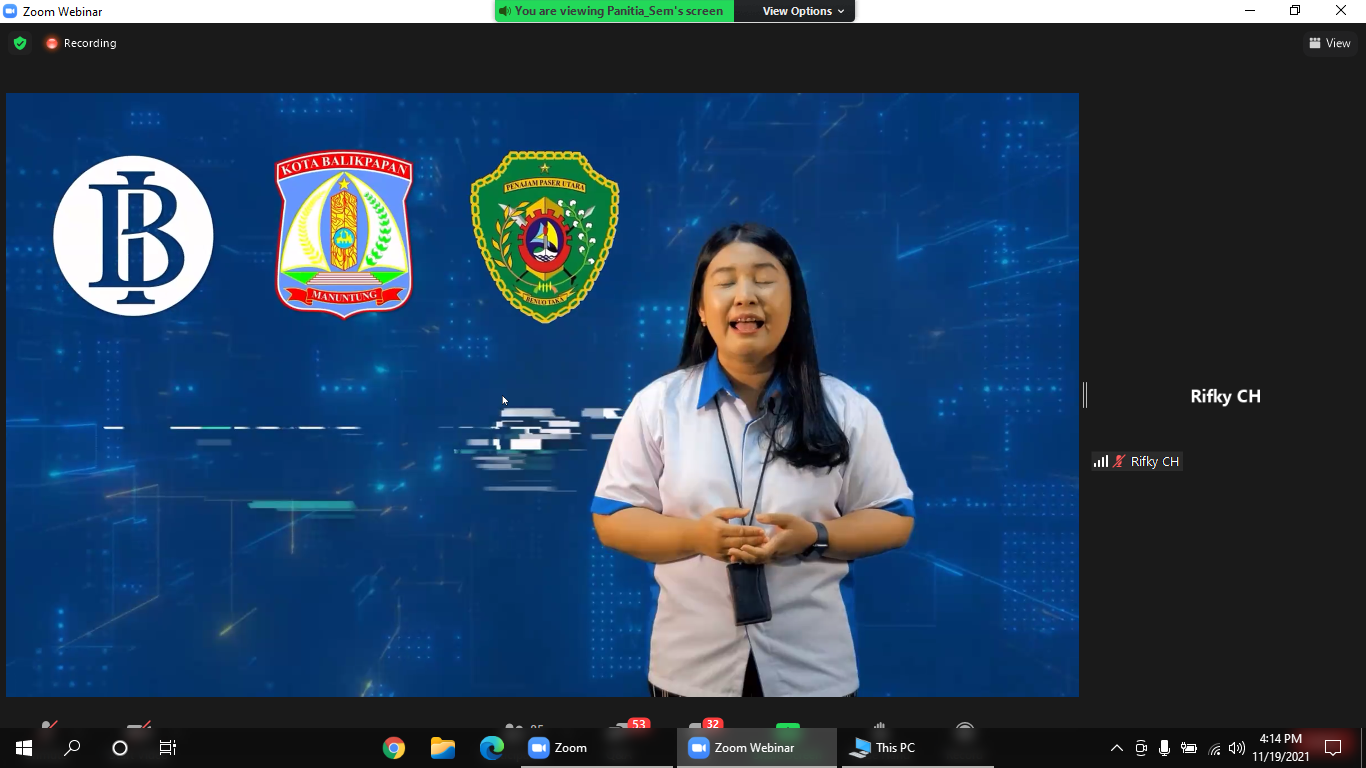 Zoom Webinar
You are viewing Panitia_Sem's screen
View Options
Recording
View
BI
KOTA BALIKPAPAN
MANUNTUNG
PENAJAM PASER UTARA
BENUO TAKA
Rifky CH
Rifky CH
53
32
Zoom
Zoom Webinar
This PC
4:14 PM
11/19/2021